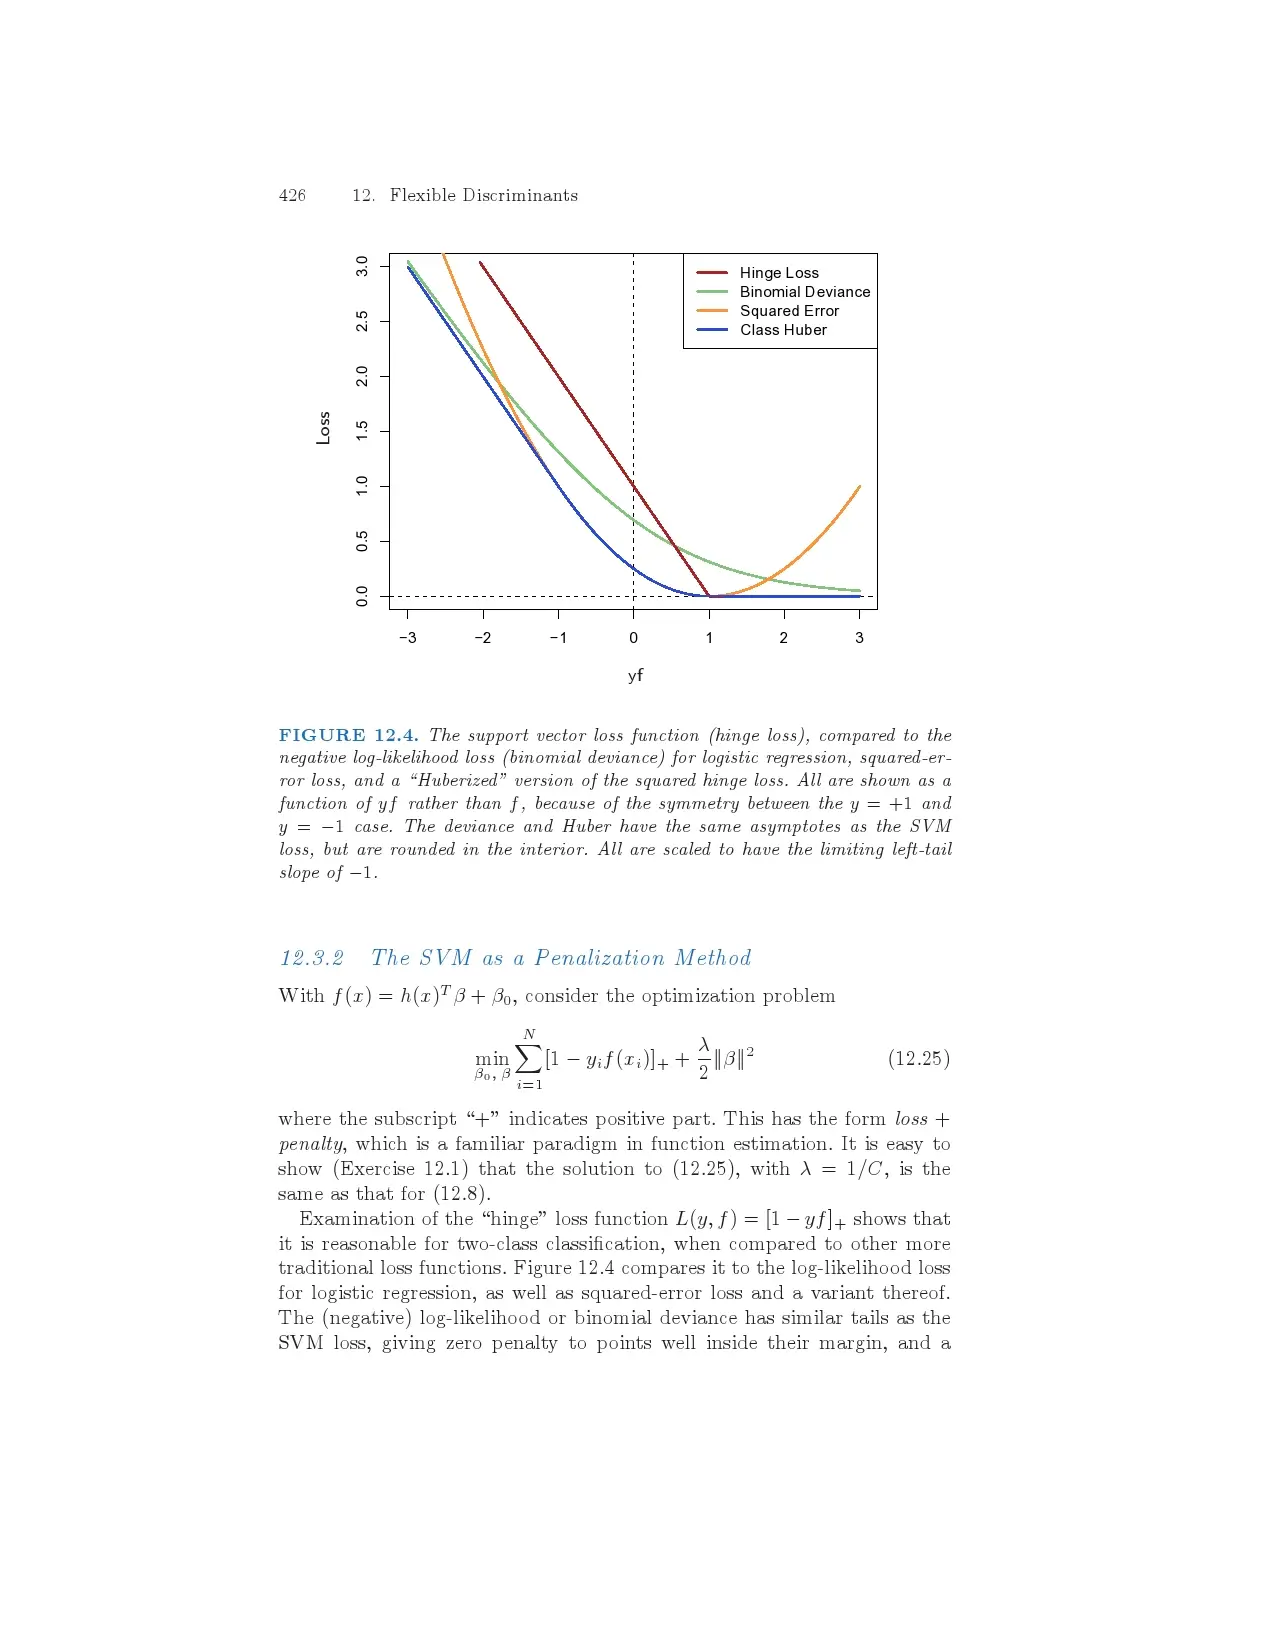 426 12. Flexible Discriminants
Hinge Loss
Binomial Deviance
Squared Error
Class Huber
Loss
3.0
2.5
2.0
1.5
1.0
0.5
0.0
−3 −2 −1 0 1 2 3
yf
FIGURE 12.4. The support vector loss function (hinge loss), compared to the
negative log-likelihood loss (binomial deviance) for logistic regression, squared-er-
ror loss, and a “Huberized” version of the squared hinge loss. All are shown as a
function of yf rather than f, because of the symmetry between the y = +1 and
y = −1 case. The deviance and Huber have the same asymptotes as the SVM
loss, but are rounded in the interior. All are scaled to have the limiting left-tail
slope of −1.
12.3.2 The SVM as a Penalization Method
With f(x) = h(x)^T β + β₀, consider the optimization problem
min_{β₀, β} ∑_{i=1}^{N} [1 − y_i f(x_i)]₊ + λ/2 ‖β‖² (12.25)
where the subscript “+” indicates positive part. This has the form loss +
penalty, which is a familiar paradigm in function estimation. It is easy to
show (Exercise 12.1) that the solution to (12.25), with λ = 1/C, is the
same as that for (12.8).
Examination of the “hinge” loss function L(y, f) = [1 − yf]₊ shows that
it is reasonable for two-class classification, when compared to other more
traditional loss functions. Figure 12.4 compares it to the log-likelihood loss
for logistic regression, as well as squared-error loss and a variant thereof.
The (negative) log-likelihood or binomial deviance has similar tails as the
SVM loss, giving zero penalty to points well inside their margin, and a